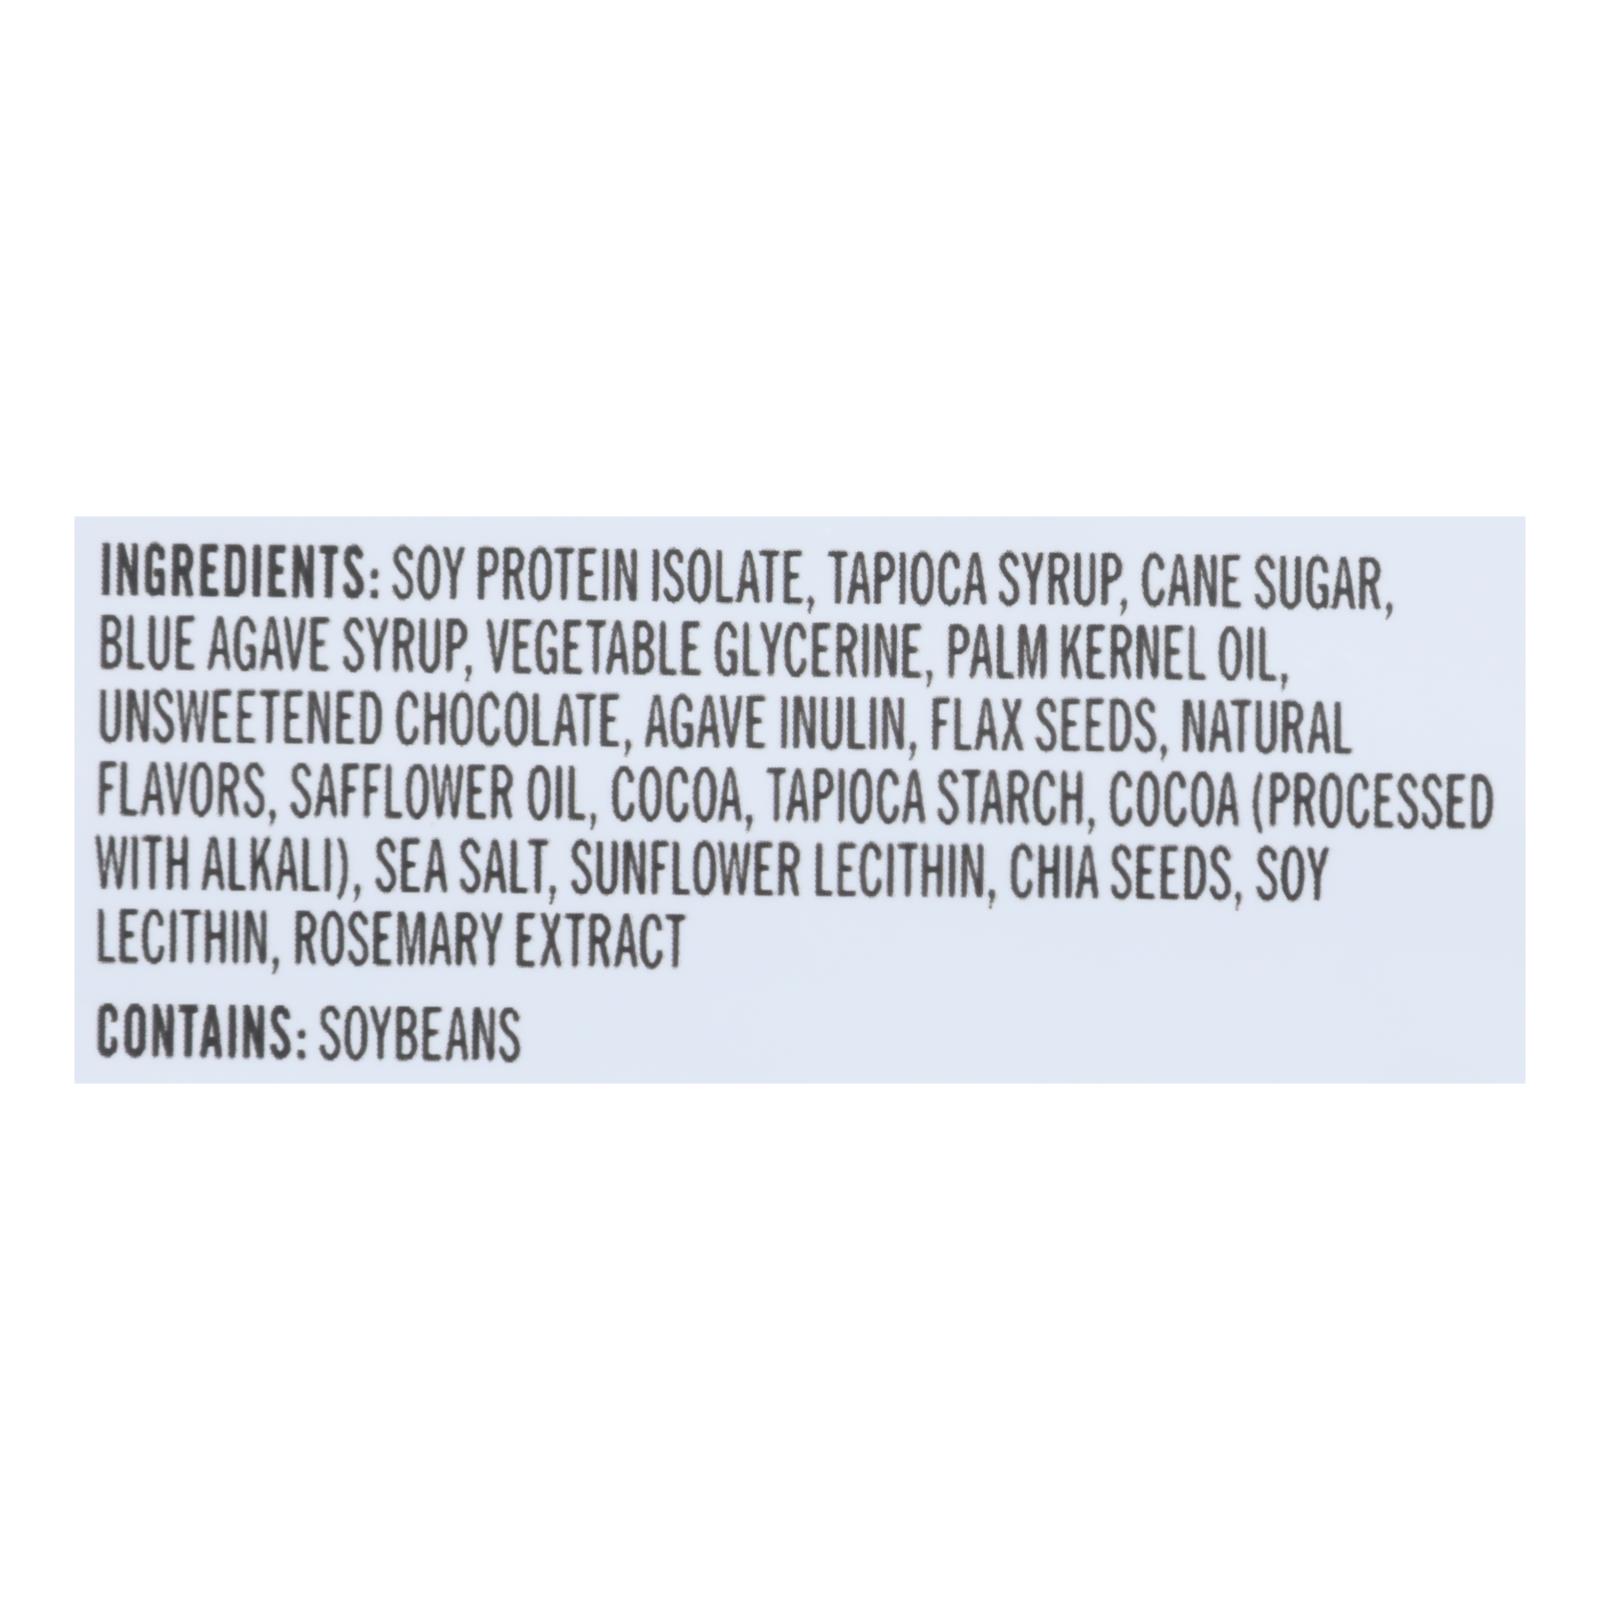 INGREDIENTS: SOY PROTEIN ISOLATE, TAPIOCA SYRUP, CANE SUGAR,
BLUE AGAVE SYRUP, VEGETABLE GLYCERINE, PALM KERNEL OIL,
UNSWEETENED CHOCOLATE, AGAVE INULIN, FLAX SEEDS, NATURAL
FLAVORS, SAFFLOWER OIL, COCOA, TAPIOCA STARCH, COCOA (PROCESSED
WITH ALKALI), SEA SALT, SUNFLOWER LECITHIN, CHIA SEEDS, SOY
LECITHIN, ROSEMARY EXTRACT
CONTAINS: SOYBEANS